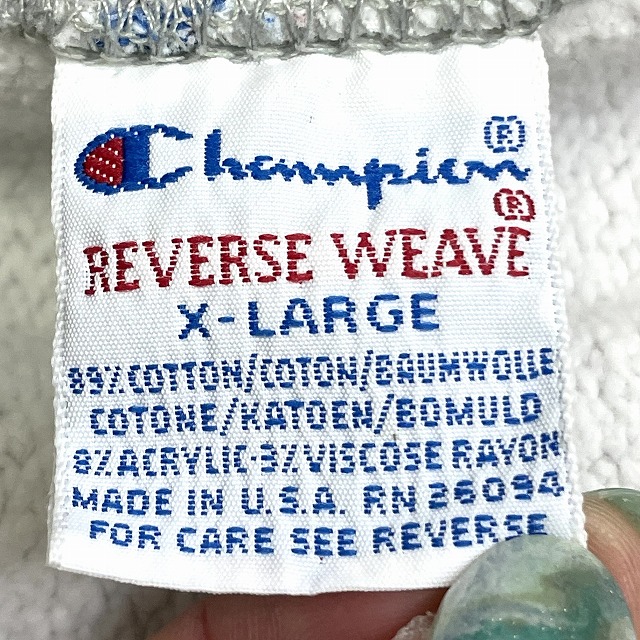 Champion®
REVERSE WEAVE®
X-LARGE
89% COTTON/COTON/BAUMWOLLE
COTONE/KATOEN/BOMULD
8% ACRYLIC-3% VISCOSE RAYON
MADE IN U.S.A. RN 26094
FOR CARE SEE REVERSE